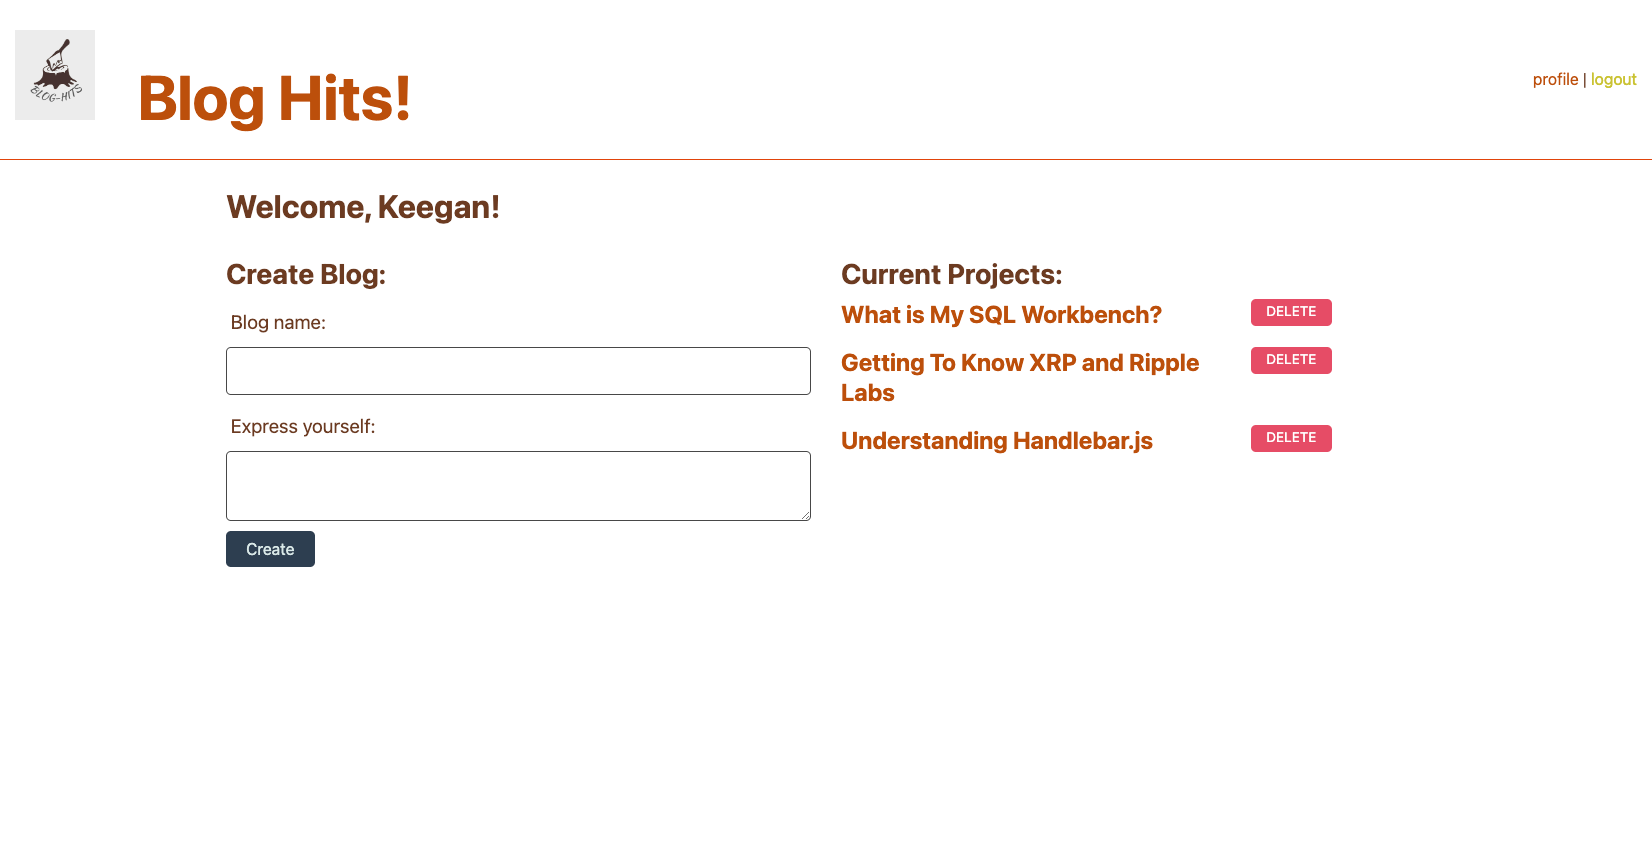 BLOG-HITS
Blog Hits!
profile | logout
Welcome, Keegan!
Create Blog:
Blog name:
Express yourself:
Create
Current Projects:
What is My SQL Workbench?
DELETE
Getting To Know XRP and Ripple
Labs
DELETE
Understanding Handlebar.js
DELETE